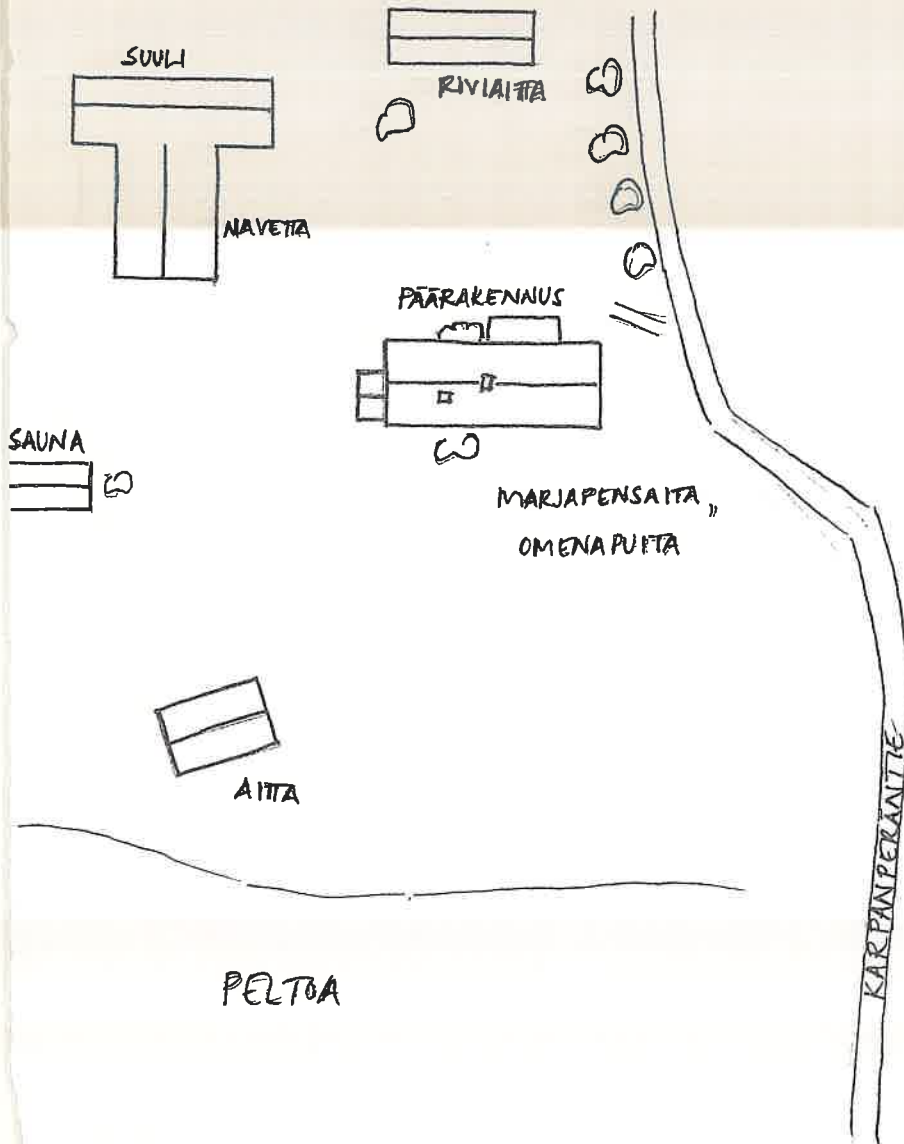 SUULI
RIVIAITTA
NAVETTA
PÄÄRAKENNUS
SAUNA
MARJAPENSAITA,,
OMENAPUITA
AITTA
KARPANPERÄNTIE
PELTOA